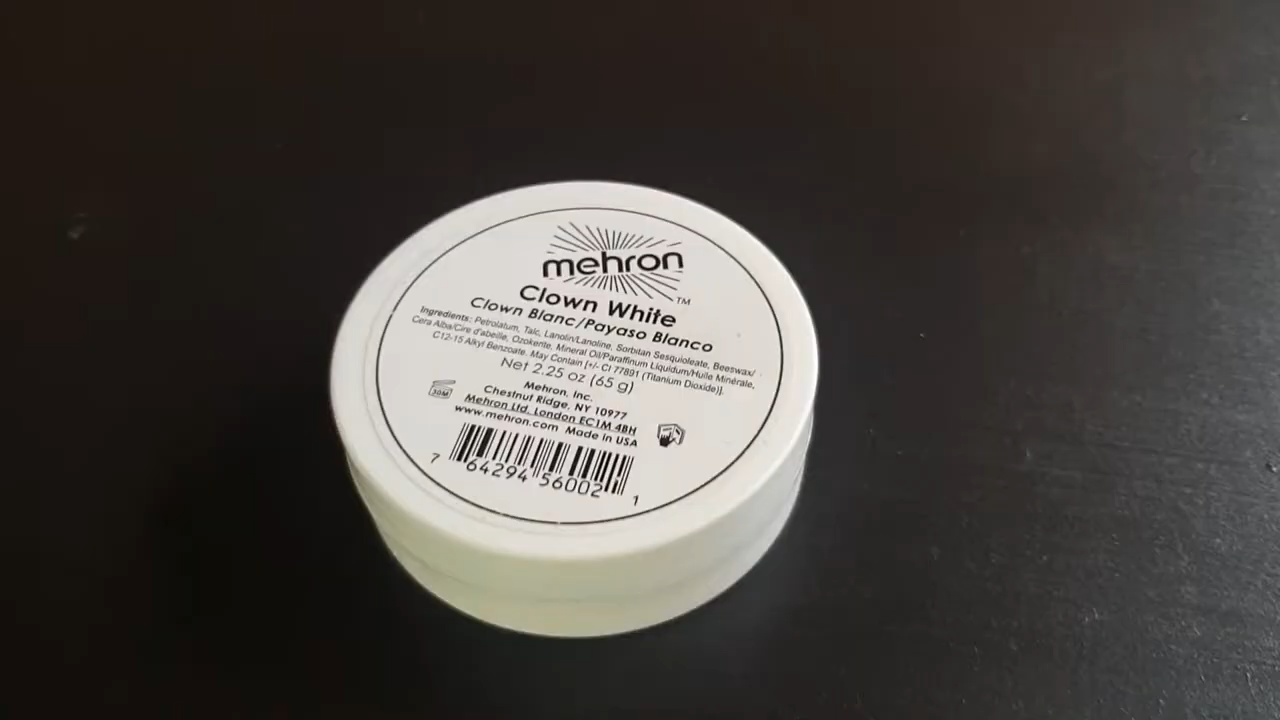 mehron
TM
Clown White
Clown Blanc/Payaso Blanco
Ingredients: Petrolatum, Talc, Lanolin/Lanoline, Sorbitan Sesquioleate, Beeswax/
Cera Alba/Cire d'abeille, Ozokerite, Mineral Oil/Paraffinum Liquidum/Huile Minérale,
C12-15 Alkyl Benzoate. May Contain [+/- CI 77891 (Titanium Dioxide)].
Net 2.25 oz (65 g)
30M
Mehron, Inc.
Chestnut Ridge, NY 10977
Mehron Ltd. London EC1M 4BH
www.mehron.com Made in USA
7 64294 56002 1